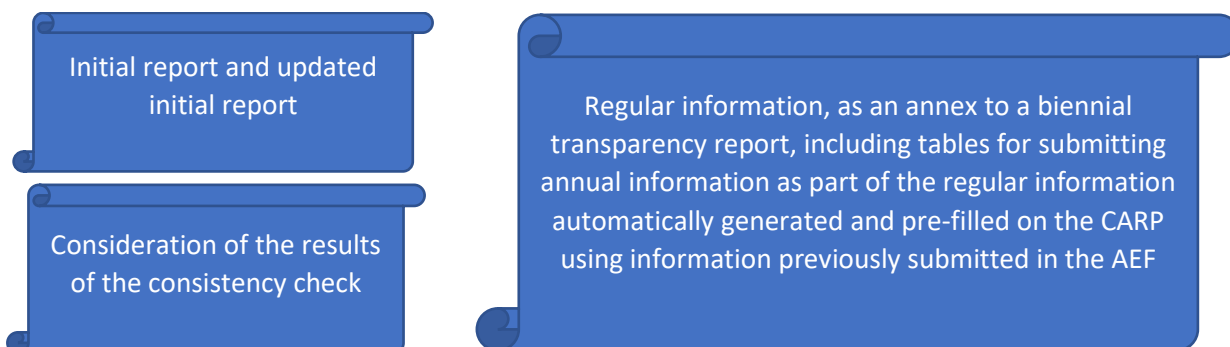 Initial report and updated
initial report
Consideration of the results
of the consistency check
Regular information, as an annex to a biennial
transparency report, including tables for submitting
annual information as part of the regular information
automatically generated and pre-filled on the CARP
using information previously submitted in the AEF